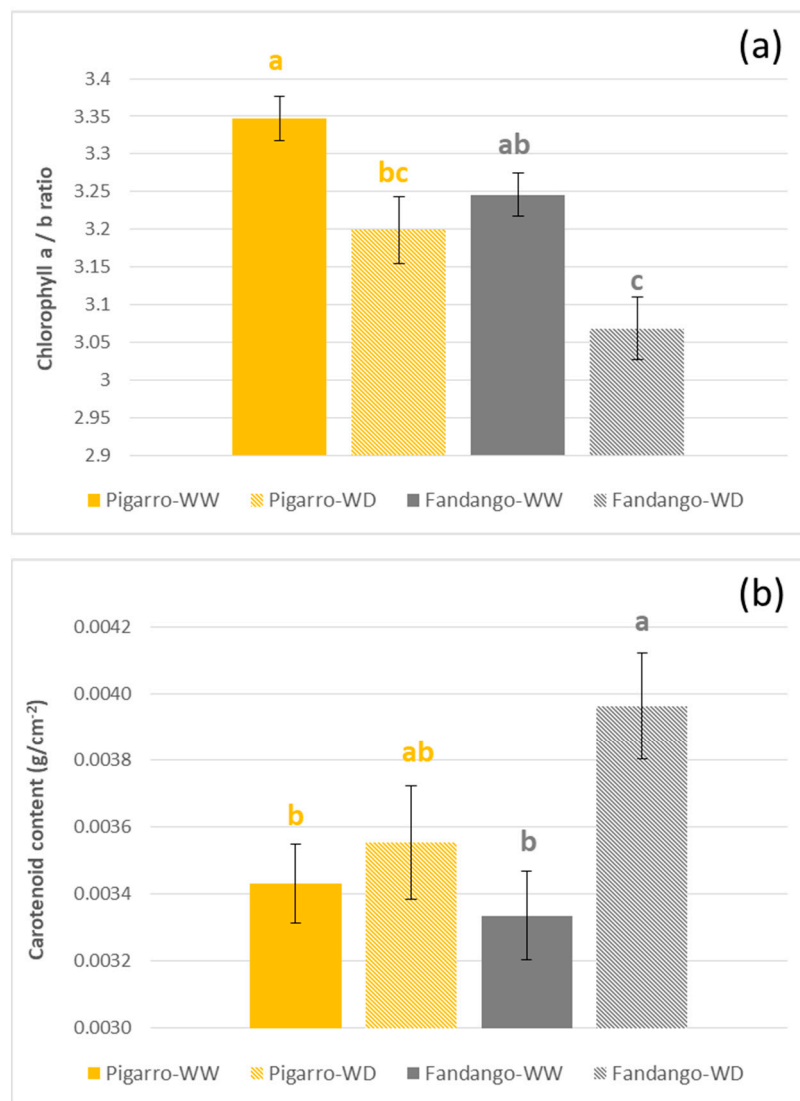 (a)
a
3.4
3.35
ab
3.3
bc
3.25
3.2
3.15
c
3.1
3.05
3
2.95
2.9
Chlorophyll a / b ratio
Pigarro-WW Pigarro-WD Fandango-WW Fandango-WD
(b)
a
0.0042
0.0040
ab
0.0038
b
0.0036
b
0.0034
0.0032
0.0030
Carotenoid content (g/cm⁻²)
Pigarro-WW Pigarro-WD Fandango-WW Fandango-WD